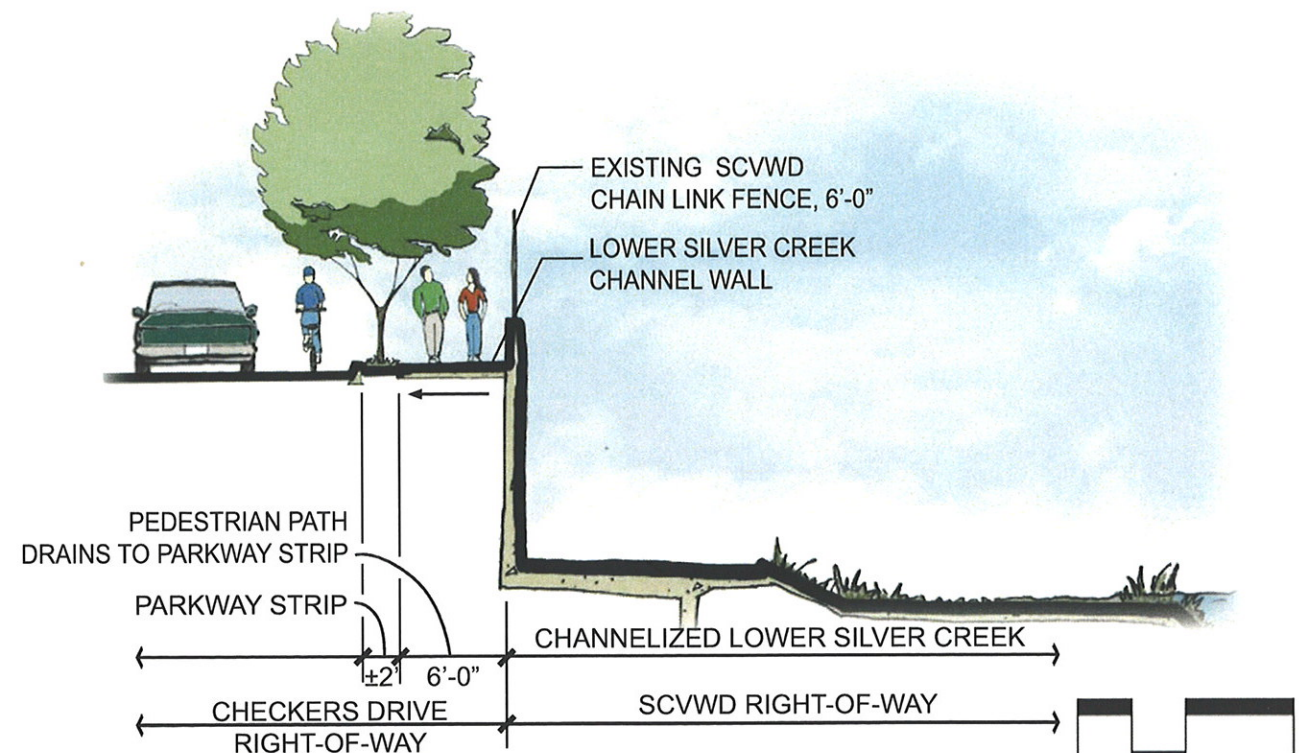 EXISTING SCVWD
CHAIN LINK FENCE, 6'-0"
LOWER SILVER CREEK
CHANNEL WALL
PEDESTRIAN PATH
DRAINS TO PARKWAY STRIP
PARKWAY STRIP
CHANNELIZED LOWER SILVER CREEK
±2' 6'-0"
CHECKERS DRIVE
RIGHT-OF-WAY
SCVWD RIGHT-OF-WAY